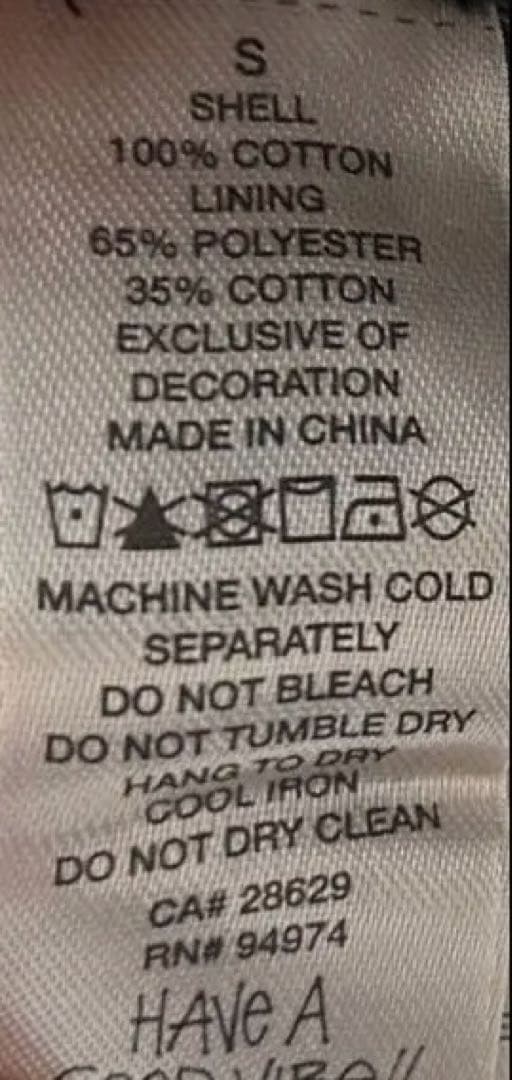 S
SHELL
100% COTTON
LINING
65% POLYESTER
35% COTTON
EXCLUSIVE OF
DECORATION
MADE IN CHINA
MACHINE WASH COLD
SEPARATELY
DO NOT BLEACH
DO NOT TUMBLE DRY
HANG TO DRY
COOL IRON
DO NOT DRY CLEAN
CA# 28629
RN# 94974
HAVe A
GOOD VIBE!!